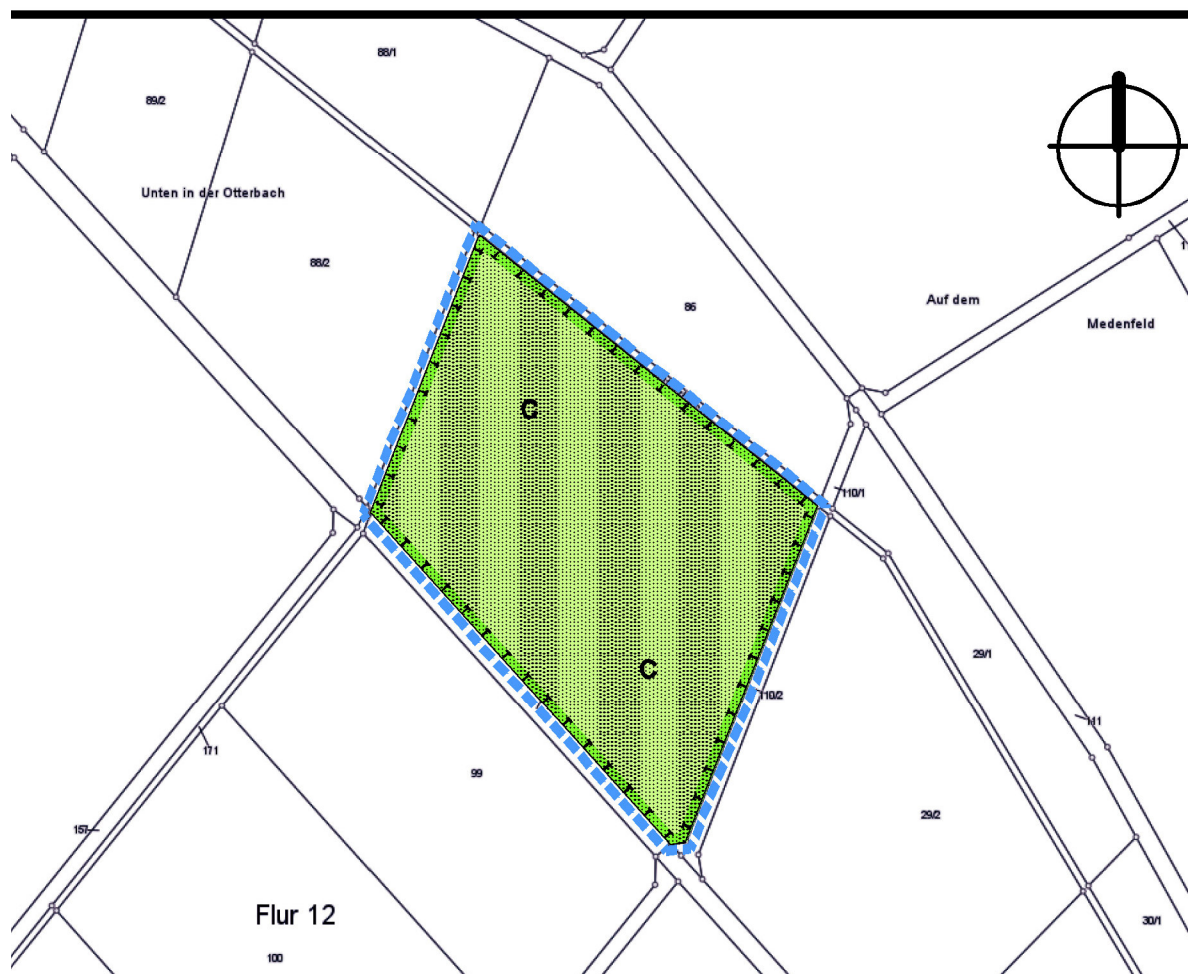 88/1
89/2
Unten in der Otterbach
88/2
86
Auf dem
Medenfeld
C
110/1
29/1
C
110/2
111
171
99
157
29/2
Flur 12
30/1
100